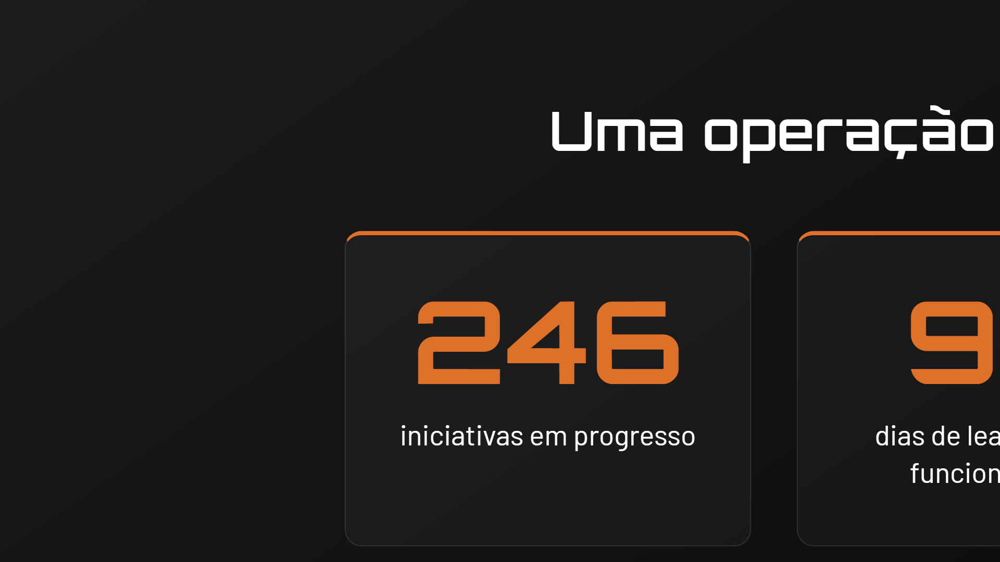 Uma operação
246
iniciativas em progresso
9
dias de lea
funcion